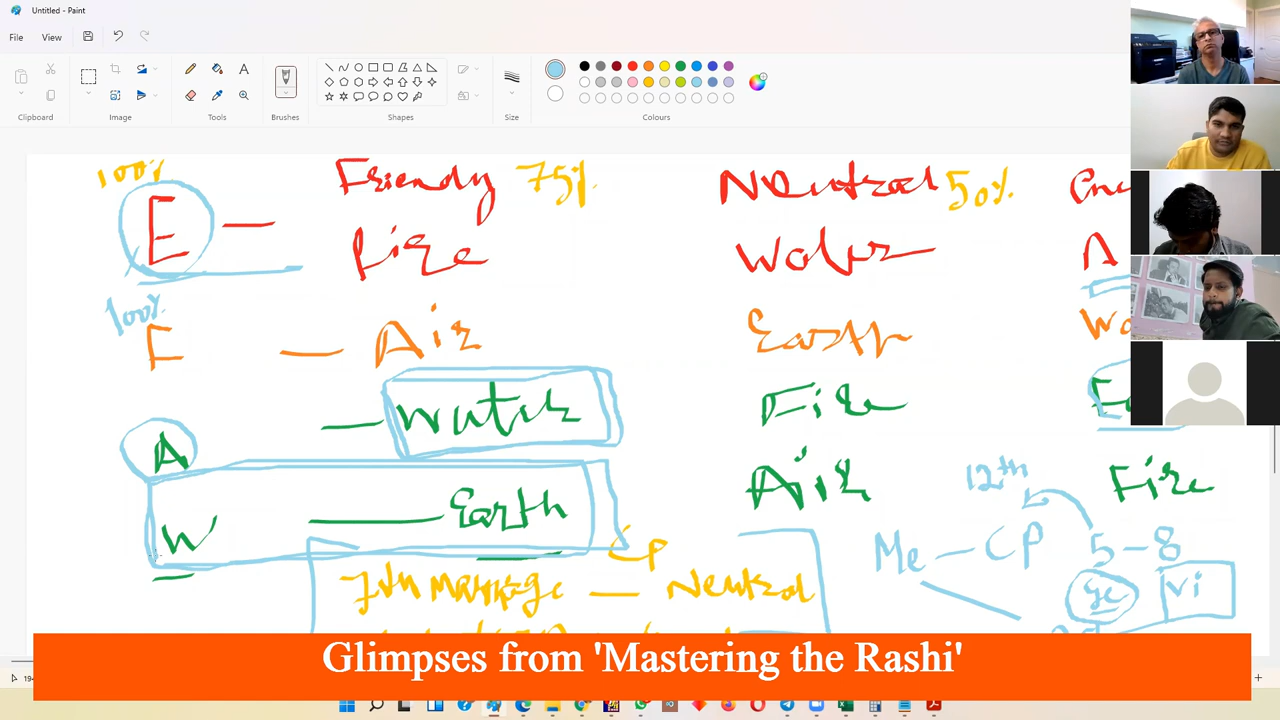 Untitled - Paint
File View
Clipboard Image Tools Brushes Shapes Size Colours
100% Friendly 75% Neutral 50%
E — Fire Water A
100%
F — Air Earth
A — Water Fire
12th
W — Earth Air Fire
Me — CP 5 - 8
CP
7th Marriage — Neutral Ge Vi
Glimpses from 'Mastering the Rashi'